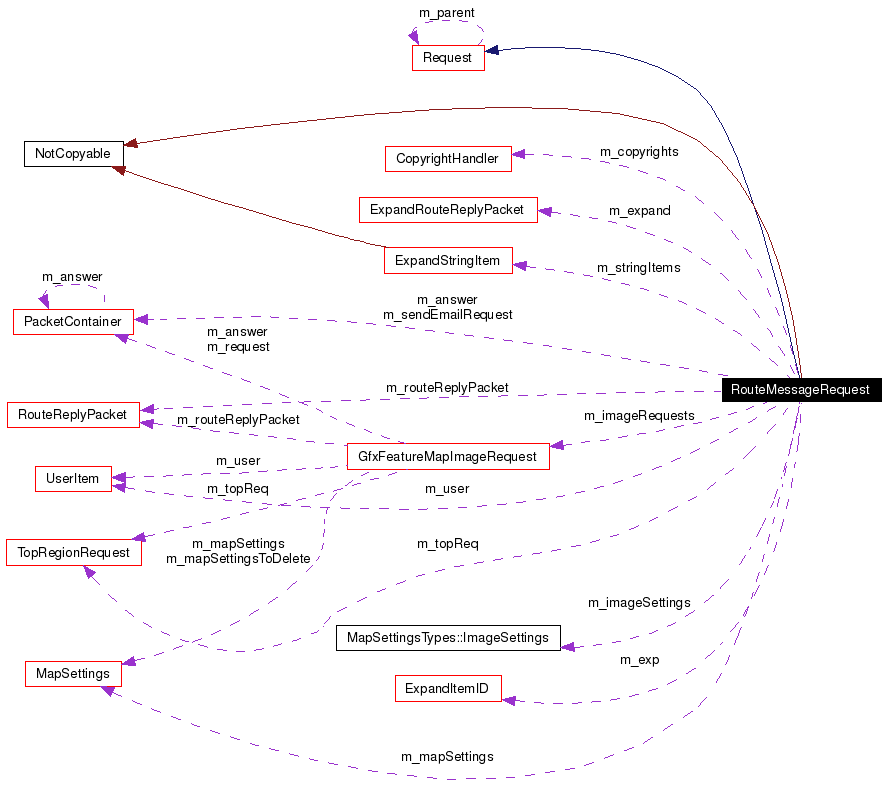 m_parent
Request
NotCopyable
m_copyrights
CopyrightHandler
ExpandRouteReplyPacket
m_expand
ExpandStringItem
m_stringItems
m_answer
m_answer
m_sendEmailRequest
PacketContainer
m_answer
m_request
m_routeReplyPacket
RouteMessageRequest
RouteReplyPacket
m_routeReplyPacket
m_imageRequests
GfxFeatureMapImageRequest
m_user
UserItem
m_topReq
m_user
m_mapSettings
m_mapSettingsToDelete
m_topReq
TopRegionRequest
m_imageSettings
MapSettingsTypes::ImageSettings
m_exp
MapSettings
ExpandItemID
m_mapSettings